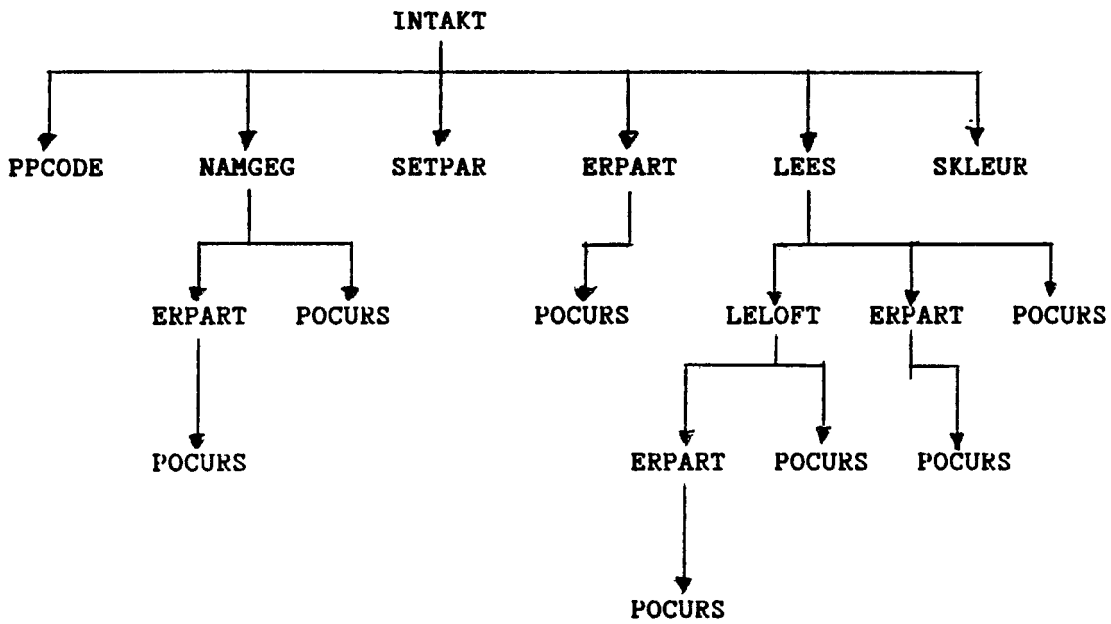 INTAKT
PPCODE NAMGEG SETPAR ERPART LEES SKLEUR
ERPART POCURS POCURS LELOFT ERPART POCURS
POCURS ERPART POCURS POCURS
POCURS